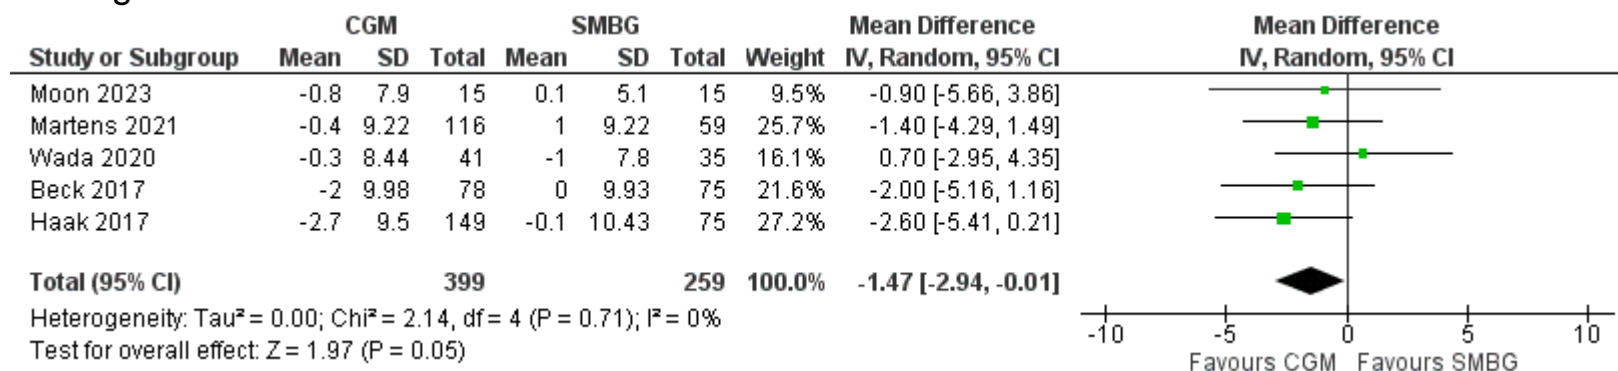 CGM SMBG Mean Difference Mean Difference
Study or Subgroup Mean SD Total Mean SD Total Weight IV, Random, 95% CI IV, Random, 95% CI
Moon 2023 -0.8 7.9 15 0.1 5.1 15 9.5% -0.90 [-5.66, 3.86]
Martens 2021 -0.4 9.22 116 1 9.22 59 25.7% -1.40 [-4.29, 1.49]
Wada 2020 -0.3 8.44 41 -1 7.8 35 16.1% 0.70 [-2.95, 4.35]
Beck 2017 -2 9.98 78 0 9.93 75 21.6% -2.00 [-5.16, 1.16]
Haak 2017 -2.7 9.5 149 -0.1 10.43 75 27.2% -2.60 [-5.41, 0.21]
Total (95% CI) 399 259 100.0% -1.47 [-2.94, -0.01]
Heterogeneity: Tau² = 0.00; Chi² = 2.14, df = 4 (P = 0.71); I² = 0%
Test for overall effect: Z = 1.97 (P = 0.05)
-10 -5 0 5 10
Favours CGM Favours SMBG